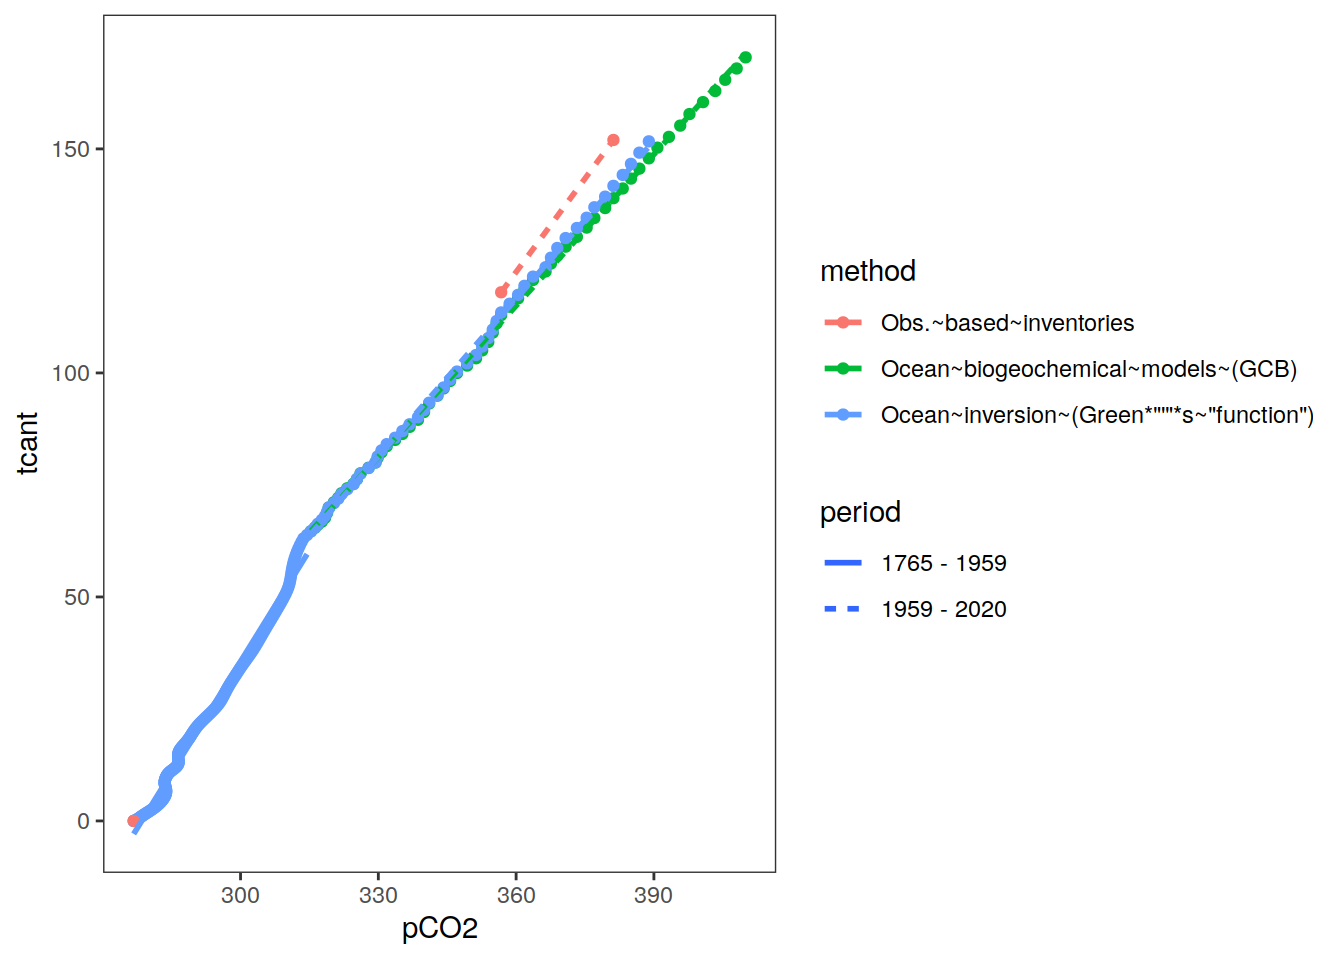 150
100
50
0
tcant
300
330
360
390
pCO2
method
Obs.~based~inventories
Ocean~biogeochemical~models~(GCB)
Ocean~inversion~(Green*"'"*s~"function")
period
1765 - 1959
1959 - 2020